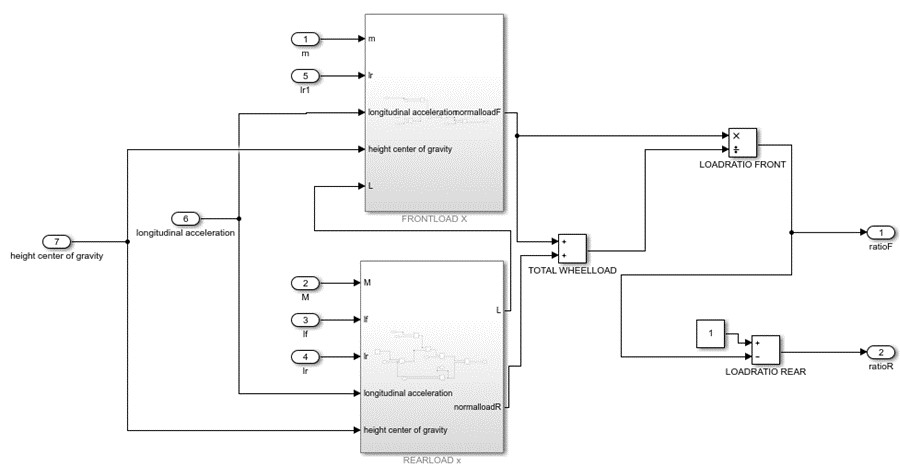 1
m
m
5
lr1
lr
longitudinal acceleration
normalloadF
height center of gravity
L
FRONTLOAD X
6
longitudinal acceleration
7
height center of gravity
×
÷
LOADRATIO FRONT
1
ratioF
+
+
TOTAL WHEELLOAD
2
M
M
3
lf
lf
4
lr
lr
longitudinal acceleration
height center of gravity
L
normalloadR
REARLOAD x
1
+
−
LOADRATIO REAR
2
ratioR